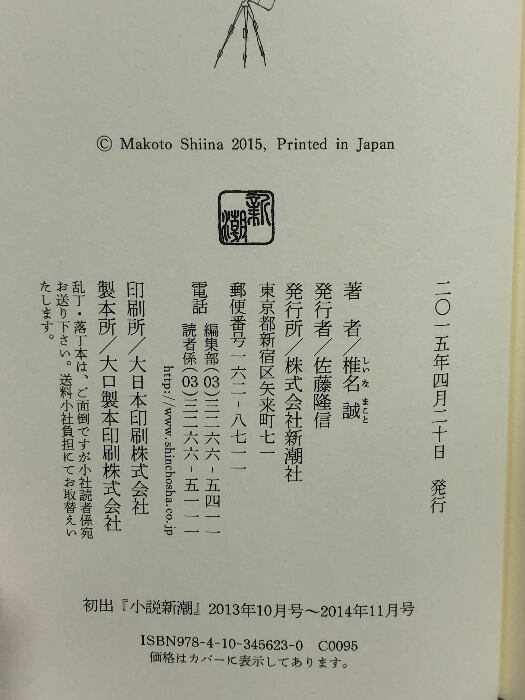 © Makoto Shiina 2015, Printed in Japan
新潮
二〇一五年四月二十日 発行
著 者/椎名 誠
しいな まこと
発行者/佐藤隆信
発行所/株式会社新潮社
東京都新宿区矢来町七一
郵便番号一六二-八七一一
電話 編集部(03)三二六六-五四一一
読者係(03)三二六六-五一一一
http://www.shinchosha.co.jp
印刷所/大日本印刷株式会社
製本所/大口製本印刷株式会社
乱丁・落丁本は、ご面倒ですが小社読者係宛
お送り下さい。送料小社負担にてお取替えい
たします。
初出『小説新潮』2013年10月号〜2014年11月号
ISBN978-4-10-345623-0 C0095
価格はカバーに表示してあります。